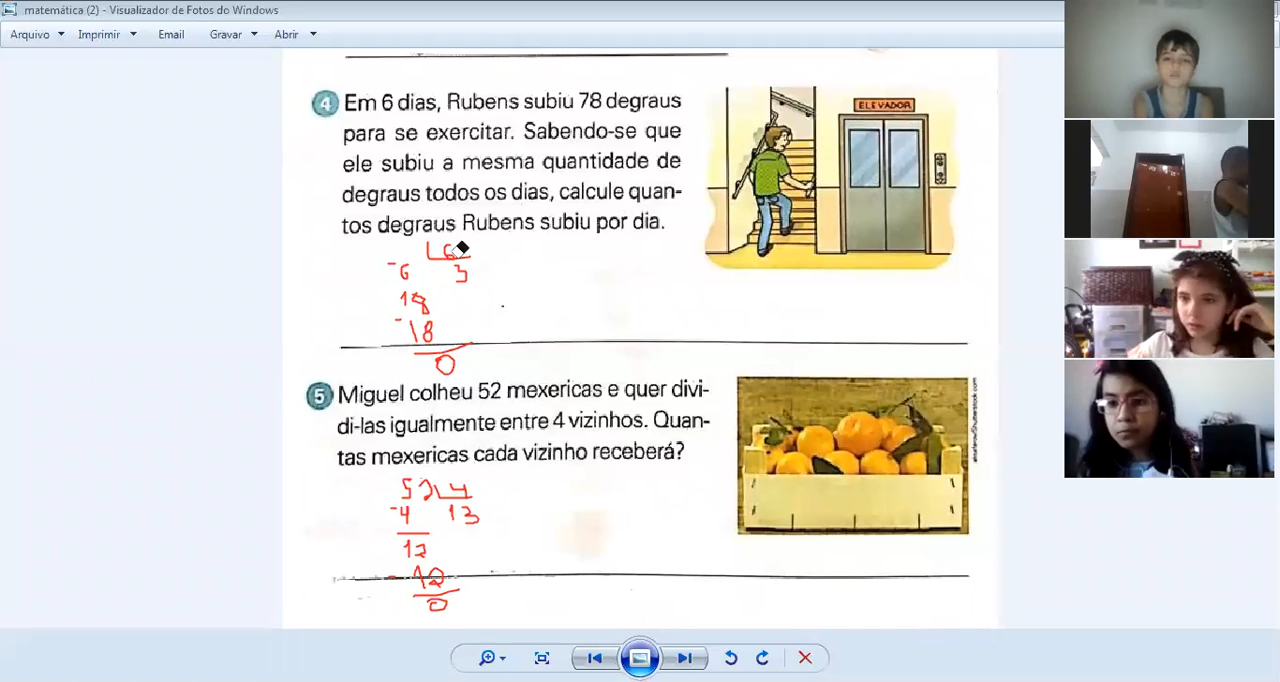 matemática (2) - Visualizador de Fotos do Windows
Arquivo Imprimir Email Gravar Abrir
4 Em 6 dias, Rubens subiu 78 degraus
para se exercitar. Sabendo-se que
ele subiu a mesma quantidade de
degraus todos os dias, calcule quan-
tos degraus Rubens subiu por dia.
ELEVADOR
6
-6 3
18
-18
0
5 Miguel colheu 52 mexericas e quer divi-
di-las igualmente entre 4 vizinhos. Quan-
tas mexericas cada vizinho receberá?
52 4
-4 13
12
-12
0